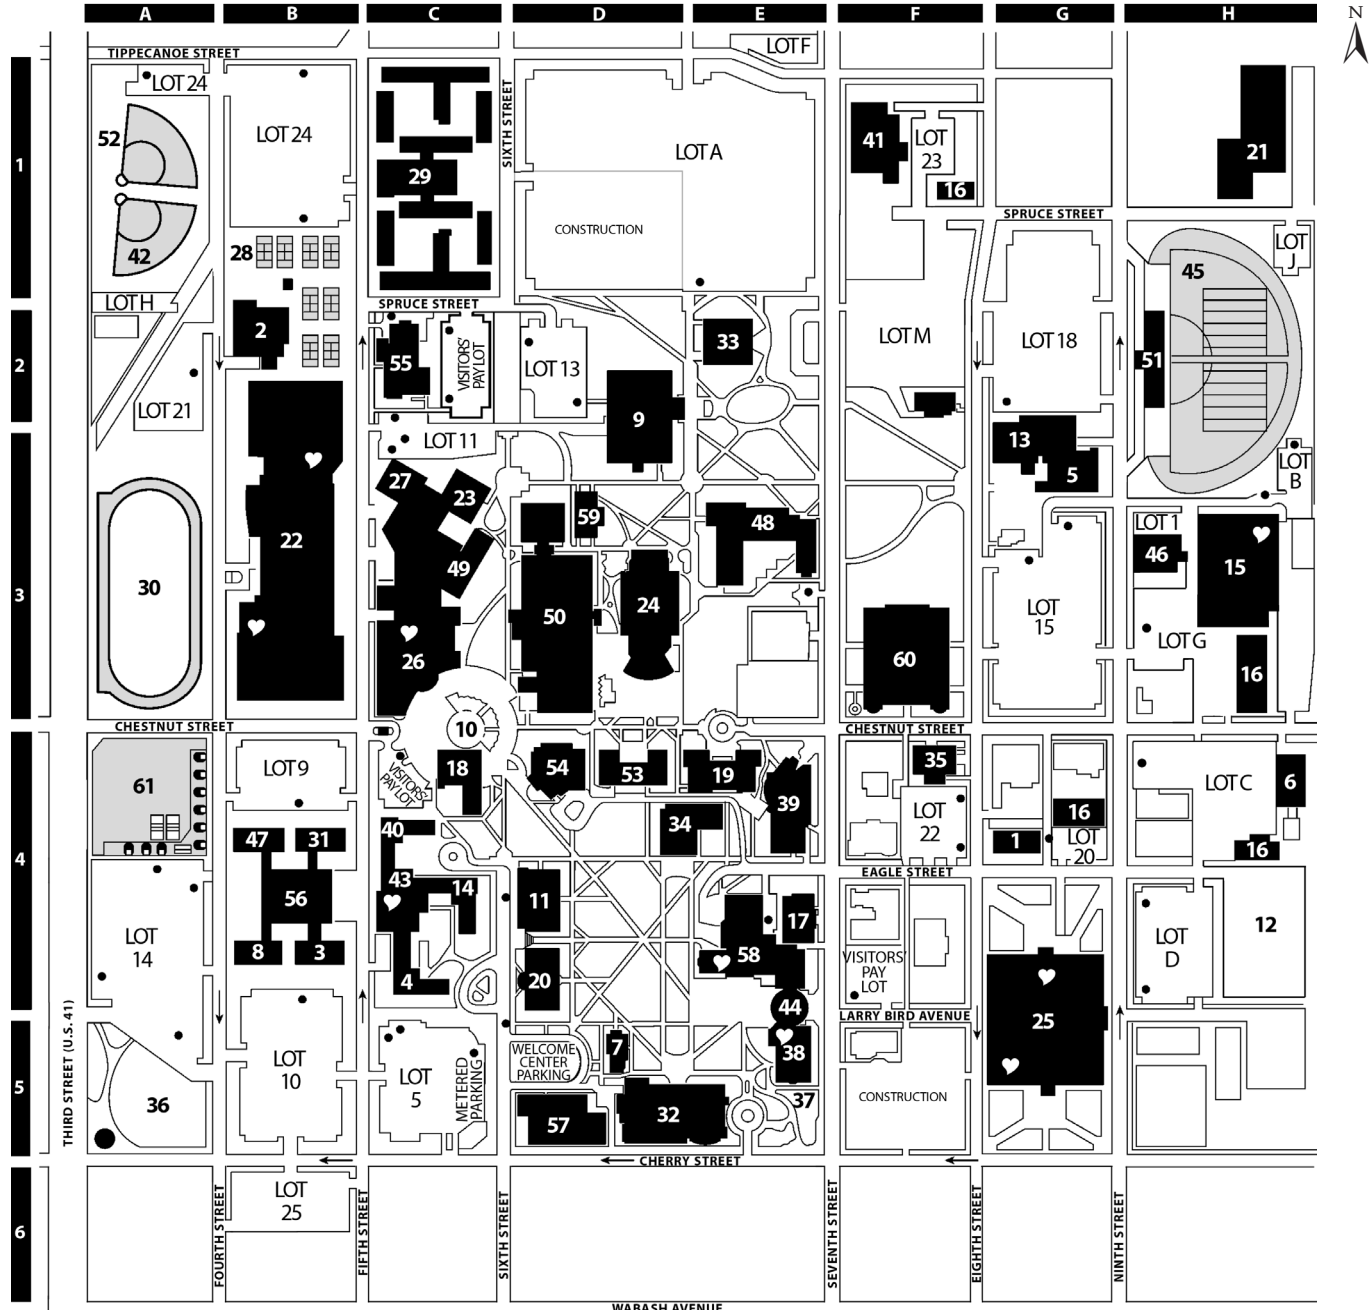 A B C D E F G H
N
TIPPECANOE STREET
LOT F
LOT 24
52
LOT 24
29
SIXTH STREET
LOT A
41
LOT
23
16
21
1
CONSTRUCTION
SPRUCE STREET
42
28
45
LOT
J
LOT H
SPRUCE STREET
2
2
55
VISITORS'
PAY LOT
LOT 13
33
LOT M
LOT 18
51
LOT 21
LOT 11
9
13
5
LOT
B
27
23
59
48
LOT 1
46
15
22
49
30
3
50
24
LOT
15
LOT G
26
60
16
CHESTNUT STREET
10
CHESTNUT STREET
61
LOT 9
VISITORS'
PAY LOT
18
54
53
19
39
35
LOT
22
16
LOT C
6
4
47
31
40
34
1
LOT
20
16
EAGLE STREET
56
43
14
11
17
12
LOT
14
8
3
4
20
58
VISITORS'
PAY
LOT
LOT
D
44
LARRY BIRD AVENUE
25
THIRD STREET (U.S. 41)
5
36
LOT
10
LOT
5
METERED
PARKING
WELCOME
CENTER
PARKING
7
38
37
57
32
CONSTRUCTION
CHERRY STREET
6
LOT
25
FOURTH STREET
FIFTH STREET
SIXTH STREET
SEVENTH STREET
EIGHTH STREET
NINTH STREET
WABASH AVENUE